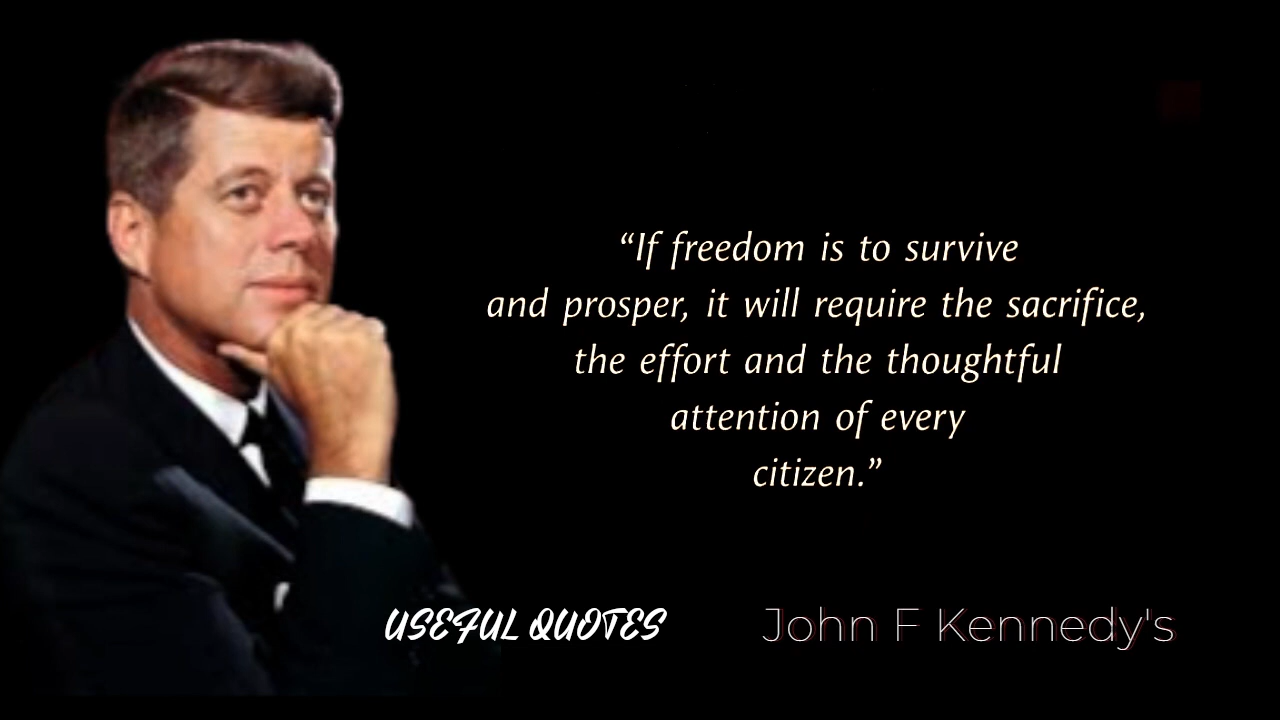 “If freedom is to survive
and prosper, it will require the sacrifice,
the effort and the thoughtful
attention of every
citizen.”
USEFUL QUOTES
John F Kennedy's